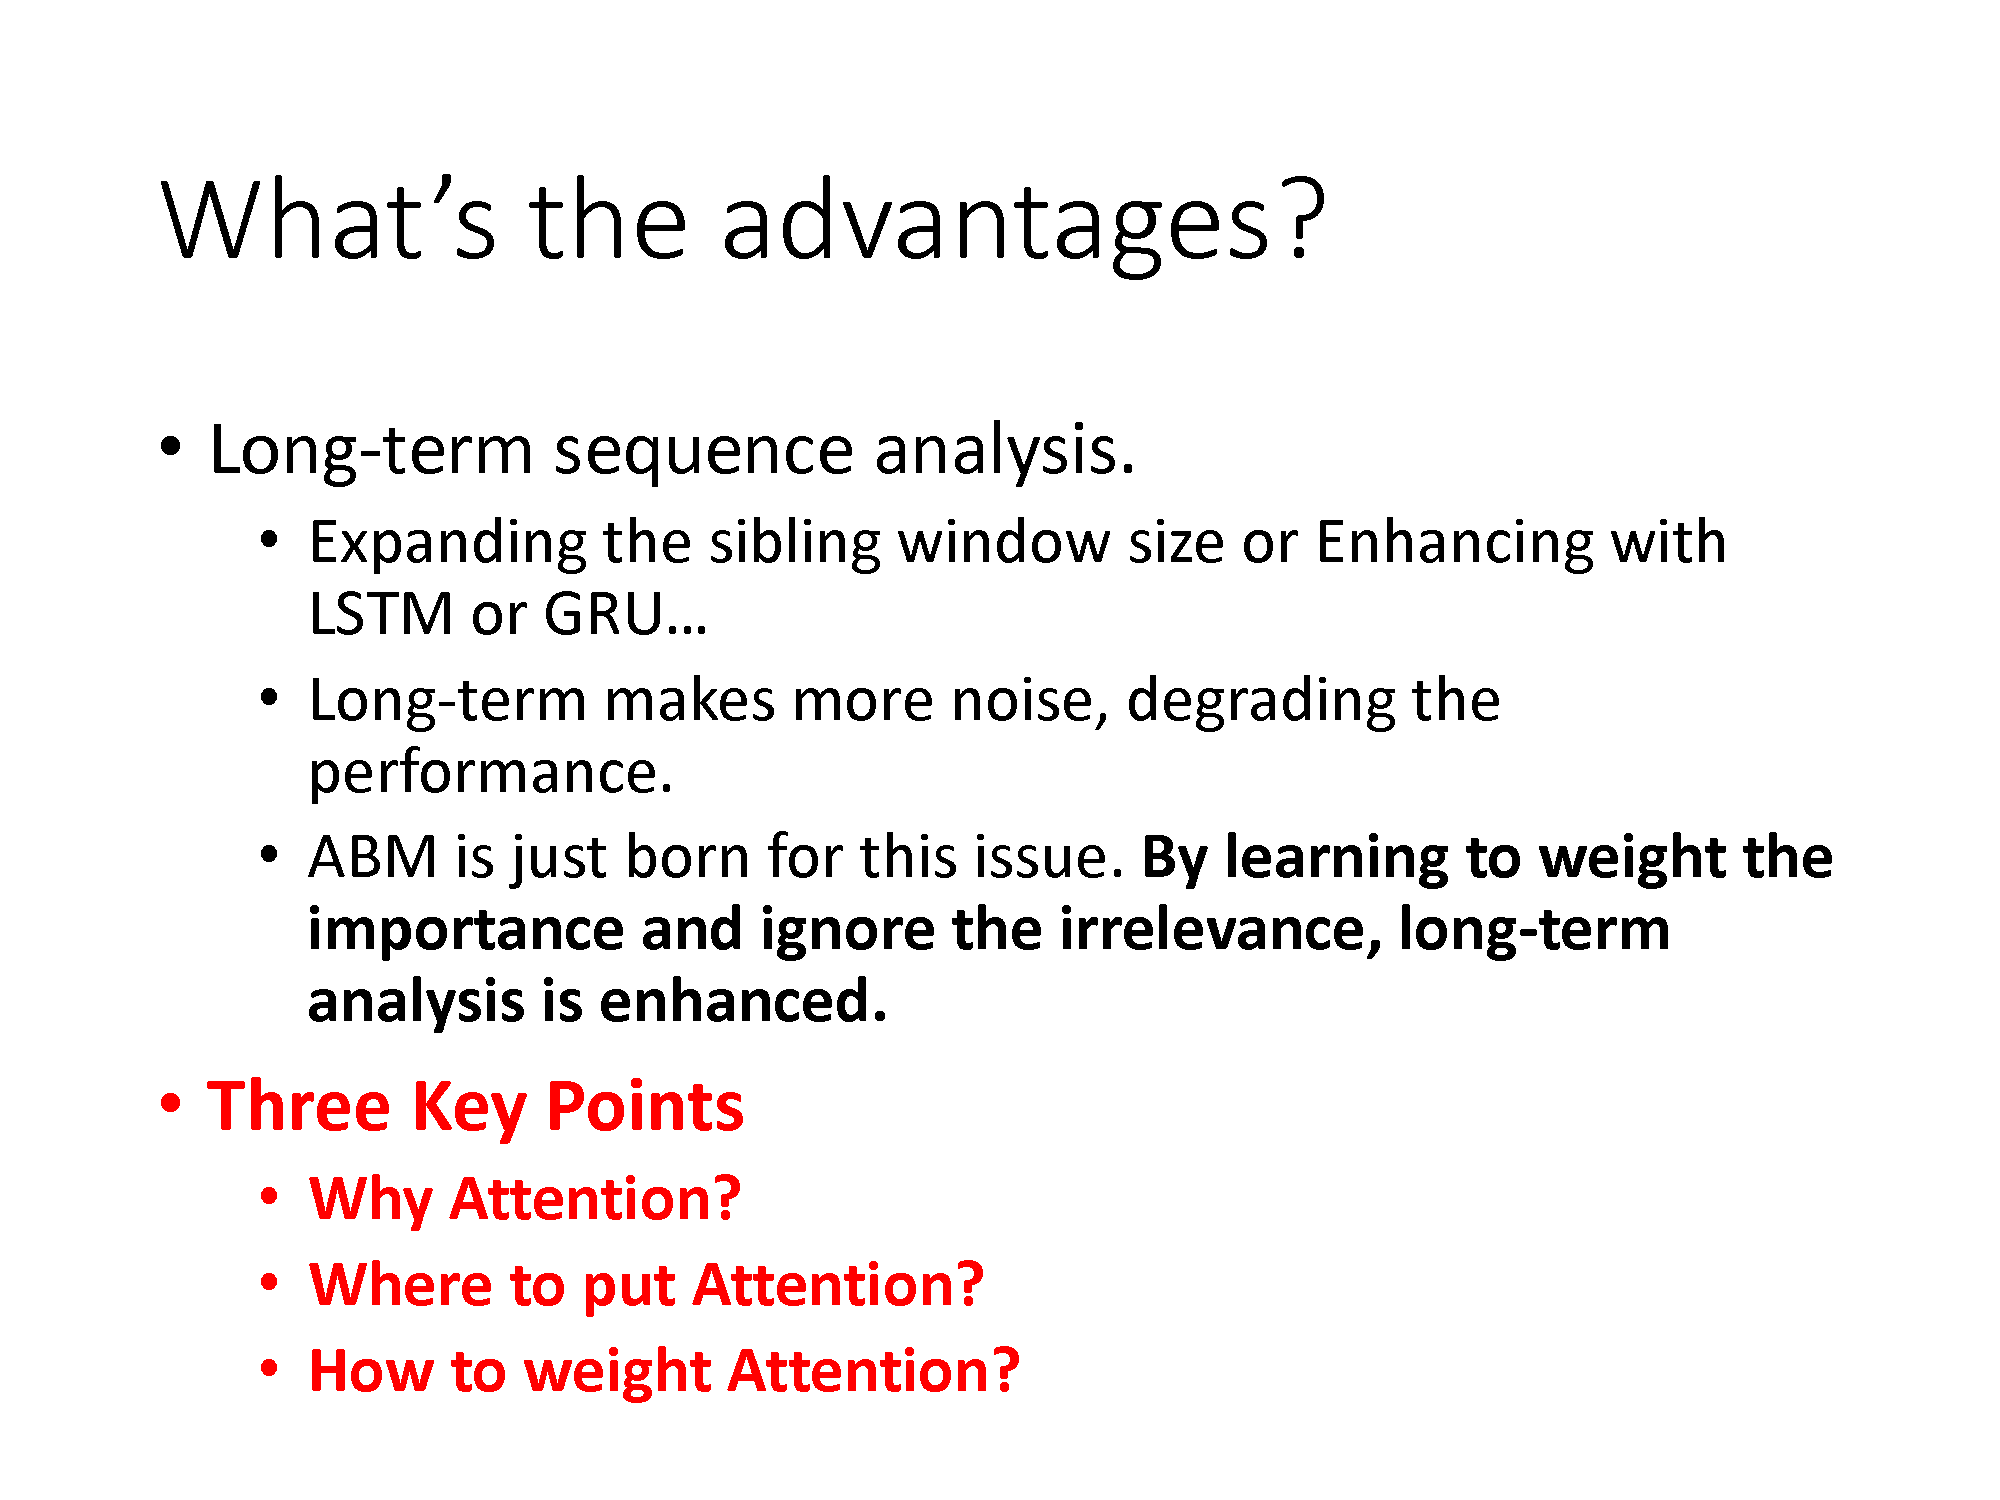 What’s the advantages?
• Long-term sequence analysis.
• Expanding the sibling window size or Enhancing with
LSTM or GRU…
• Long-term makes more noise, degrading the
performance.
• ABM is just born for this issue. By learning to weight the
importance and ignore the irrelevance, long-term
analysis is enhanced.
• Three Key Points
• Why Attention?
• Where to put Attention?
• How to weight Attention?